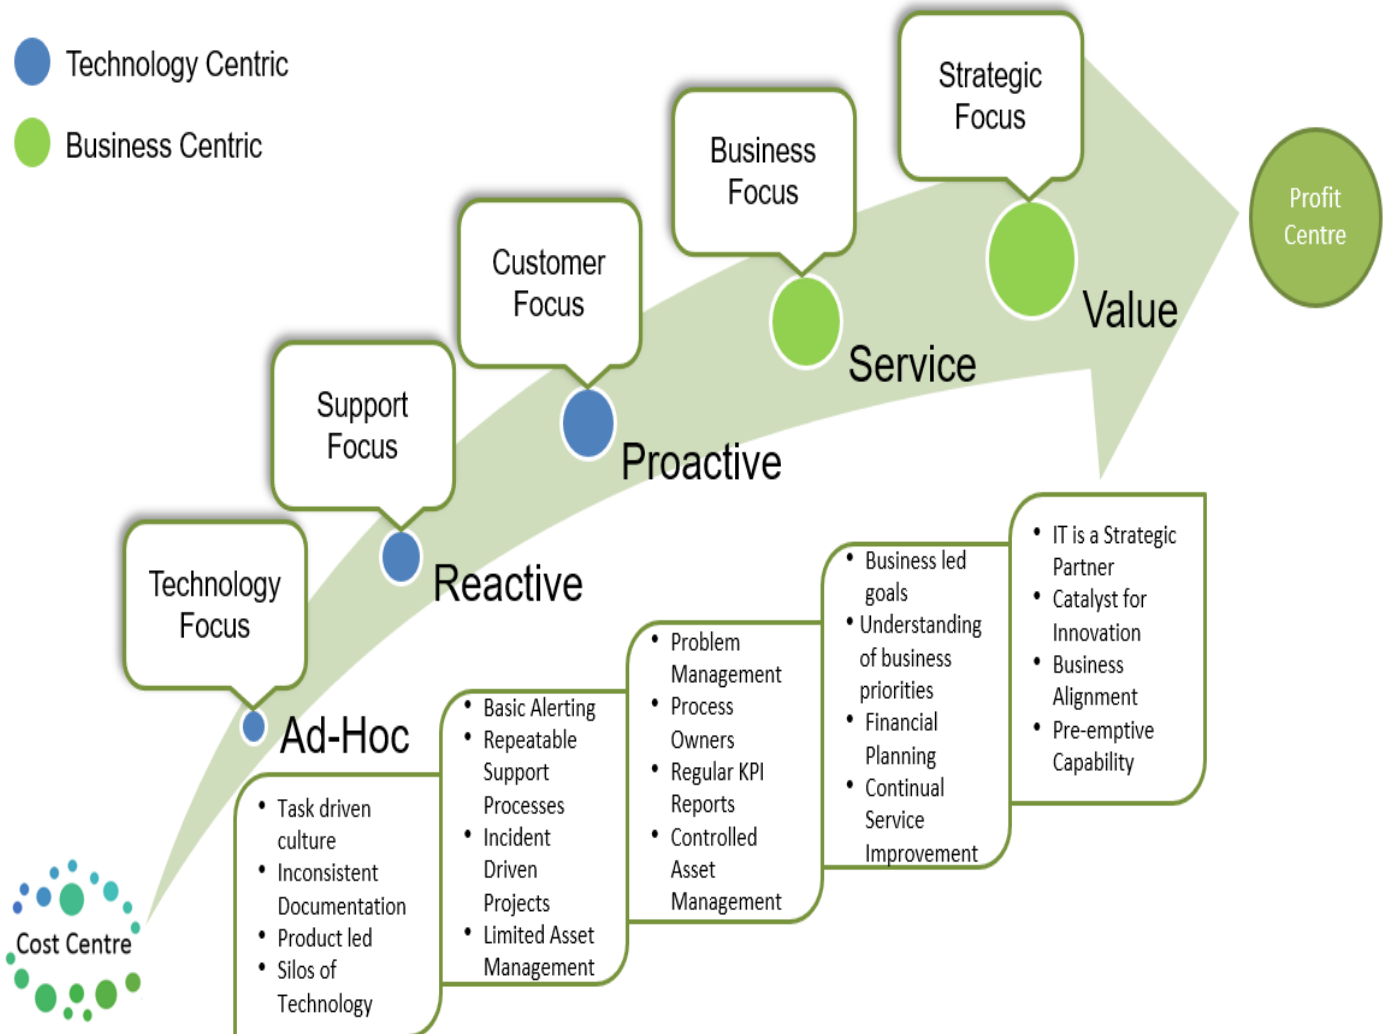 Technology Centric
Business Centric
Strategic
Focus
Business
Focus
Customer
Focus
Support
Focus
Technology
Focus
Profit
Centre
Value
Service
Proactive
Reactive
Ad-Hoc
Cost Centre
• Task driven
culture
• Inconsistent
Documentation
• Product led
• Silos of
Technology
• Basic Alerting
• Repeatable
Support
Processes
• Incident
Driven
Projects
• Limited Asset
Management
• Problem
Management
• Process
Owners
• Regular KPI
Reports
• Controlled
Asset
Management
• Business led
goals
• Understanding
of business
priorities
• Financial
Planning
• Continual
Service
Improvement
• IT is a Strategic
Partner
• Catalyst for
Innovation
• Business
Alignment
• Pre-emptive
Capability